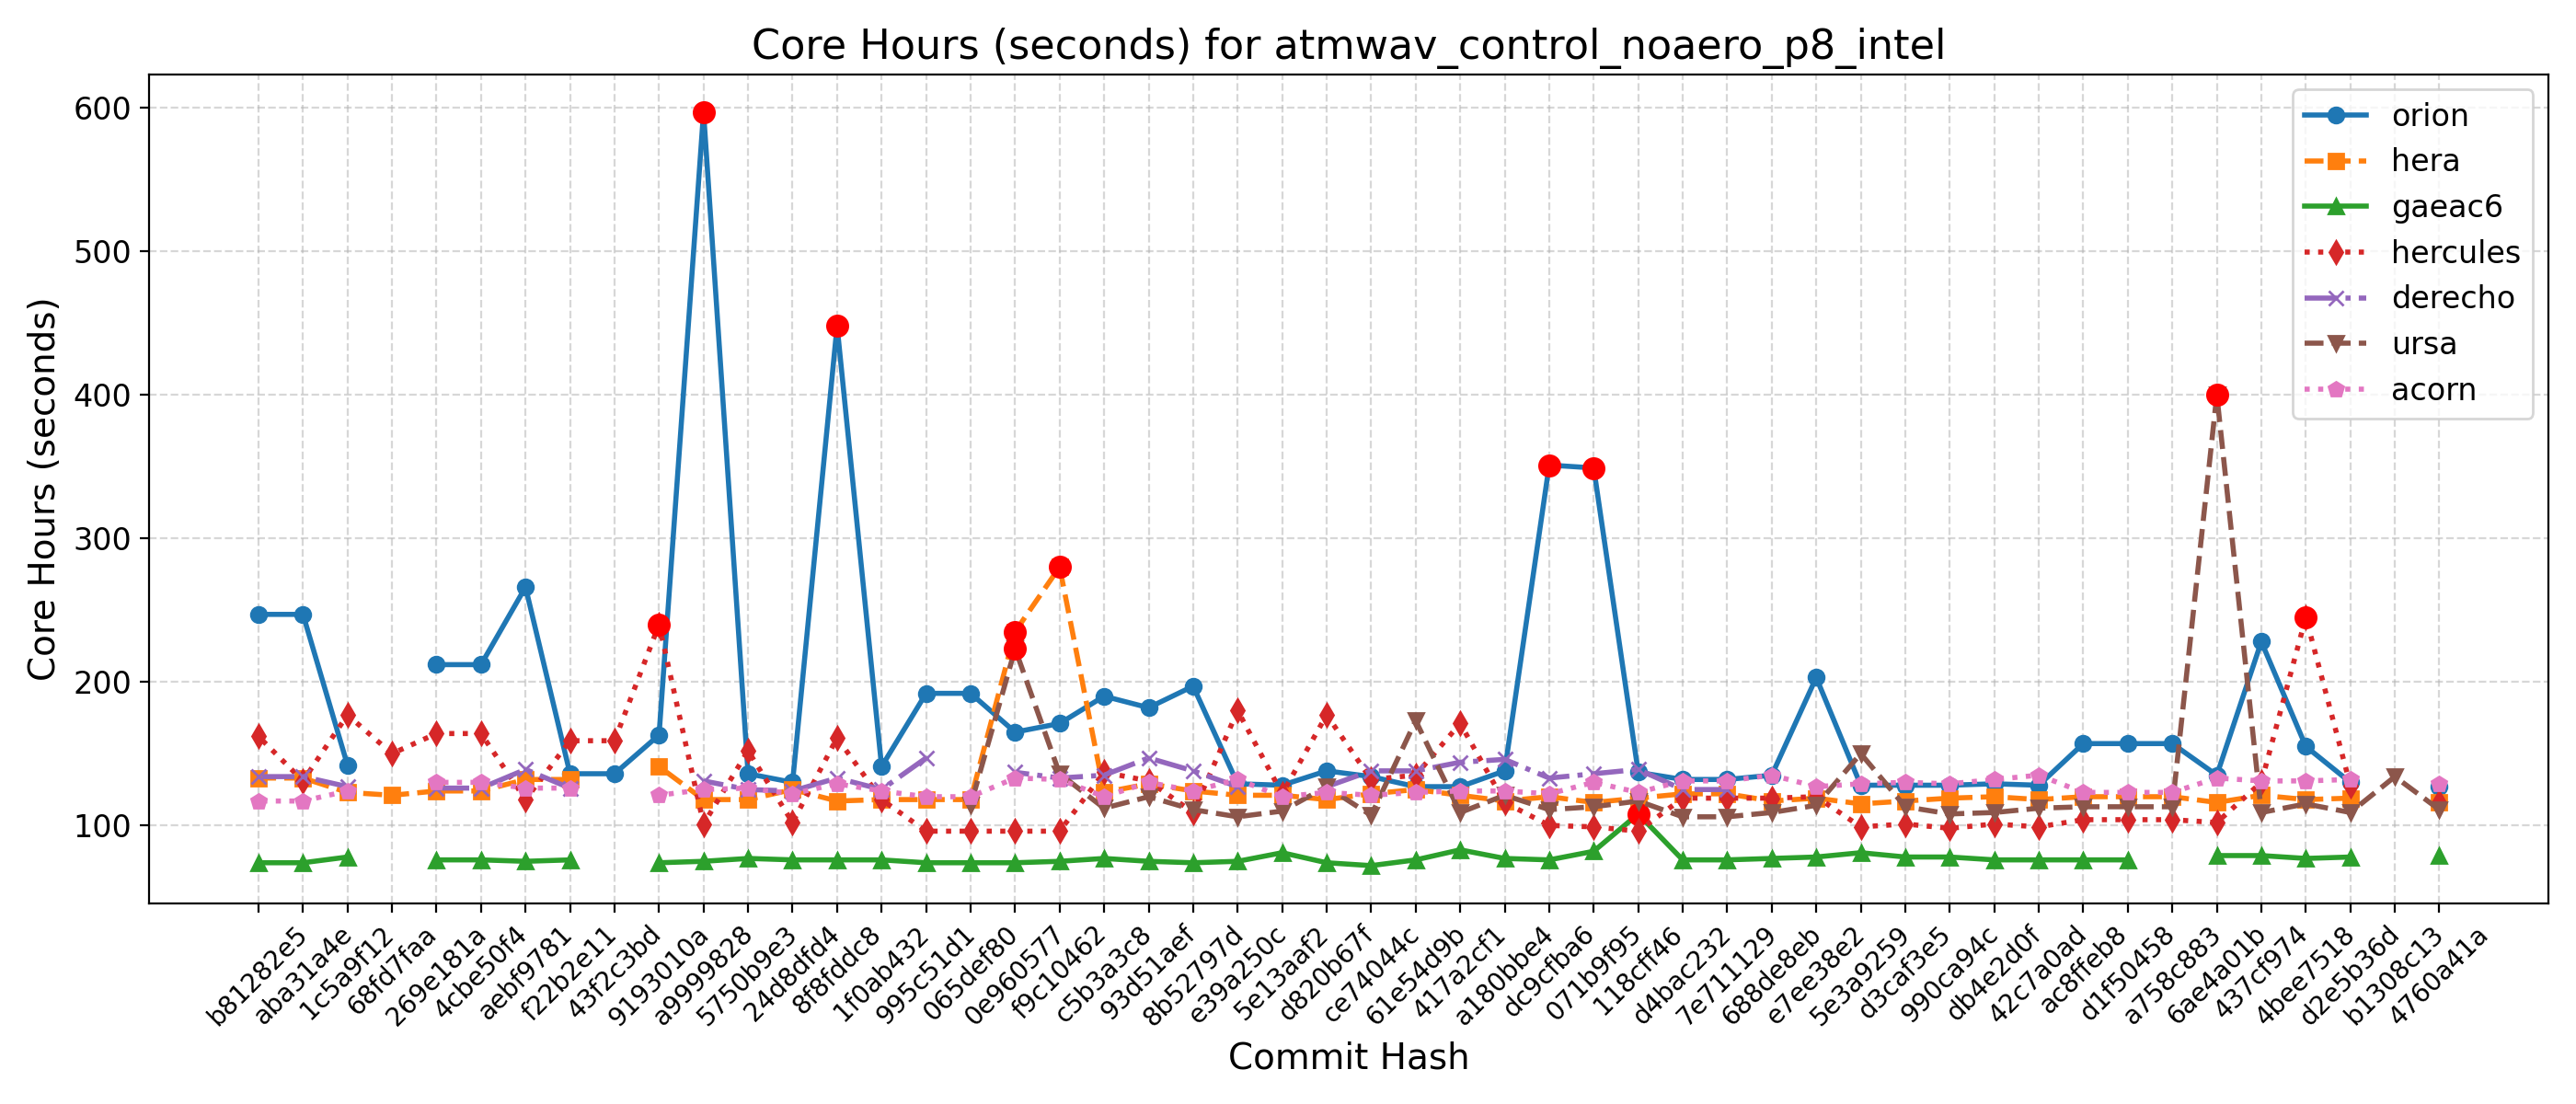 Core Hours (seconds) for atmwav_control_noaero_p8_intel
Core Hours (seconds)
600
500
400
300
200
100
orion
hera
gaeac6
hercules
derecho
ursa
acorn
b81282e5
aba31a4e
1c5a9f12
68fd7faa
269e181a
4cbe50f4
aebf9781
f22b2e11
43f2c3bd
9193010a
a9999828
5750b9e3
24d8dfd4
8f8fddc8
1f0ab432
995c51d1
065def80
0e960577
f9c10462
c5b3a3c8
93d51aef
8b52797d
e39a250c
5e13aaf2
d820b67f
ce74044c
61e54d9b
417a2cf1
a180bbe4
dc9cfba6
071b9f95
118cff46
d4bac232
7e711129
688de8eb
e7ee38e2
5e3a9259
d3caf3e5
990ca94c
db4e2d0f
42c7a0ad
ac8ffeb8
d1f50458
a758c883
6ae4a01b
437cf974
4bee7518
d2e5b36d
b1308c13
4760a41a
Commit Hash